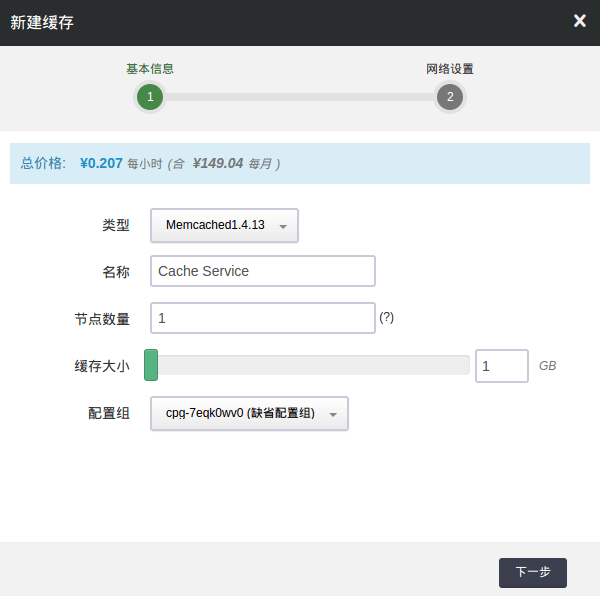 新建缓存
基本信息 网络设置
1 2
总价格: ¥0.207 每小时 (合 ¥149.04 每月 )
类型 Memcached1.4.13
名称 Cache Service
节点数量 1 (?)
缓存大小 1 GB
配置组 cpg-7eqk0wv0 (缺省配置组)
下一步